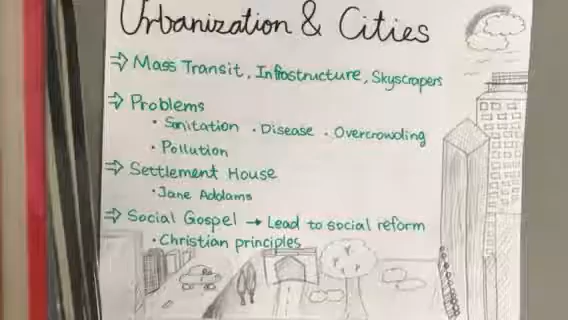 Urbanization & Cities
⇒ Mass Transit, Infrastructure, Skyscrapers
⇒ Problems
• Sanitation • Disease • Overcrowding
• Pollution
⇒ Settlement House
• Jane Addams
⇒ Social Gospel → Lead to social reform
• Christian principles